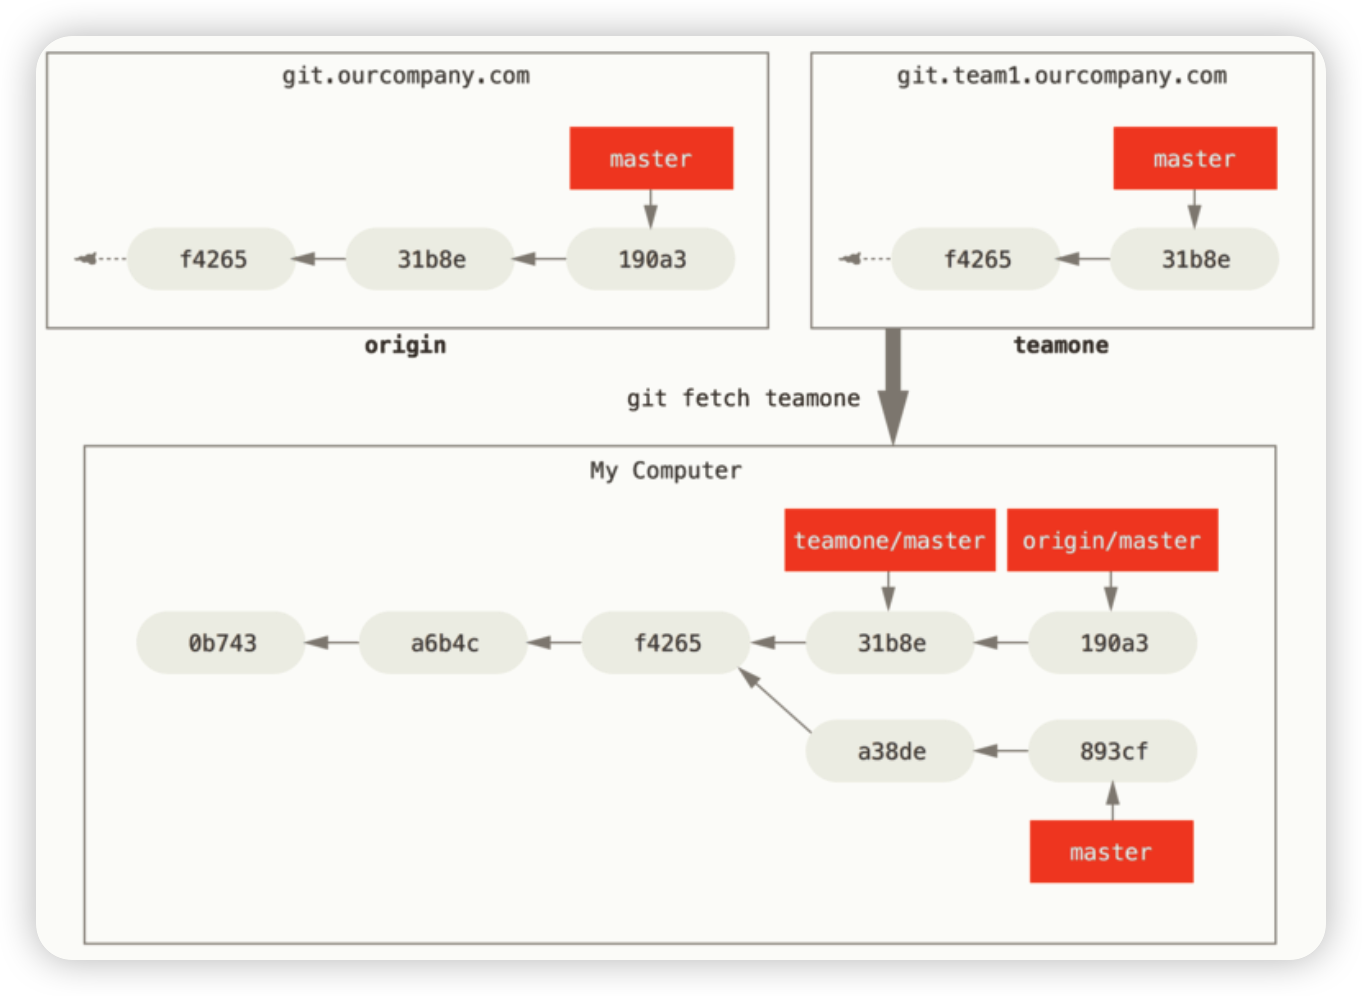 git.ourcompany.com
master
f4265
31b8e
190a3
origin
git.team1.ourcompany.com
master
f4265
31b8e
teamone
git fetch teamone
My Computer
teamone/master
origin/master
0b743
a6b4c
f4265
31b8e
190a3
a38de
893cf
master